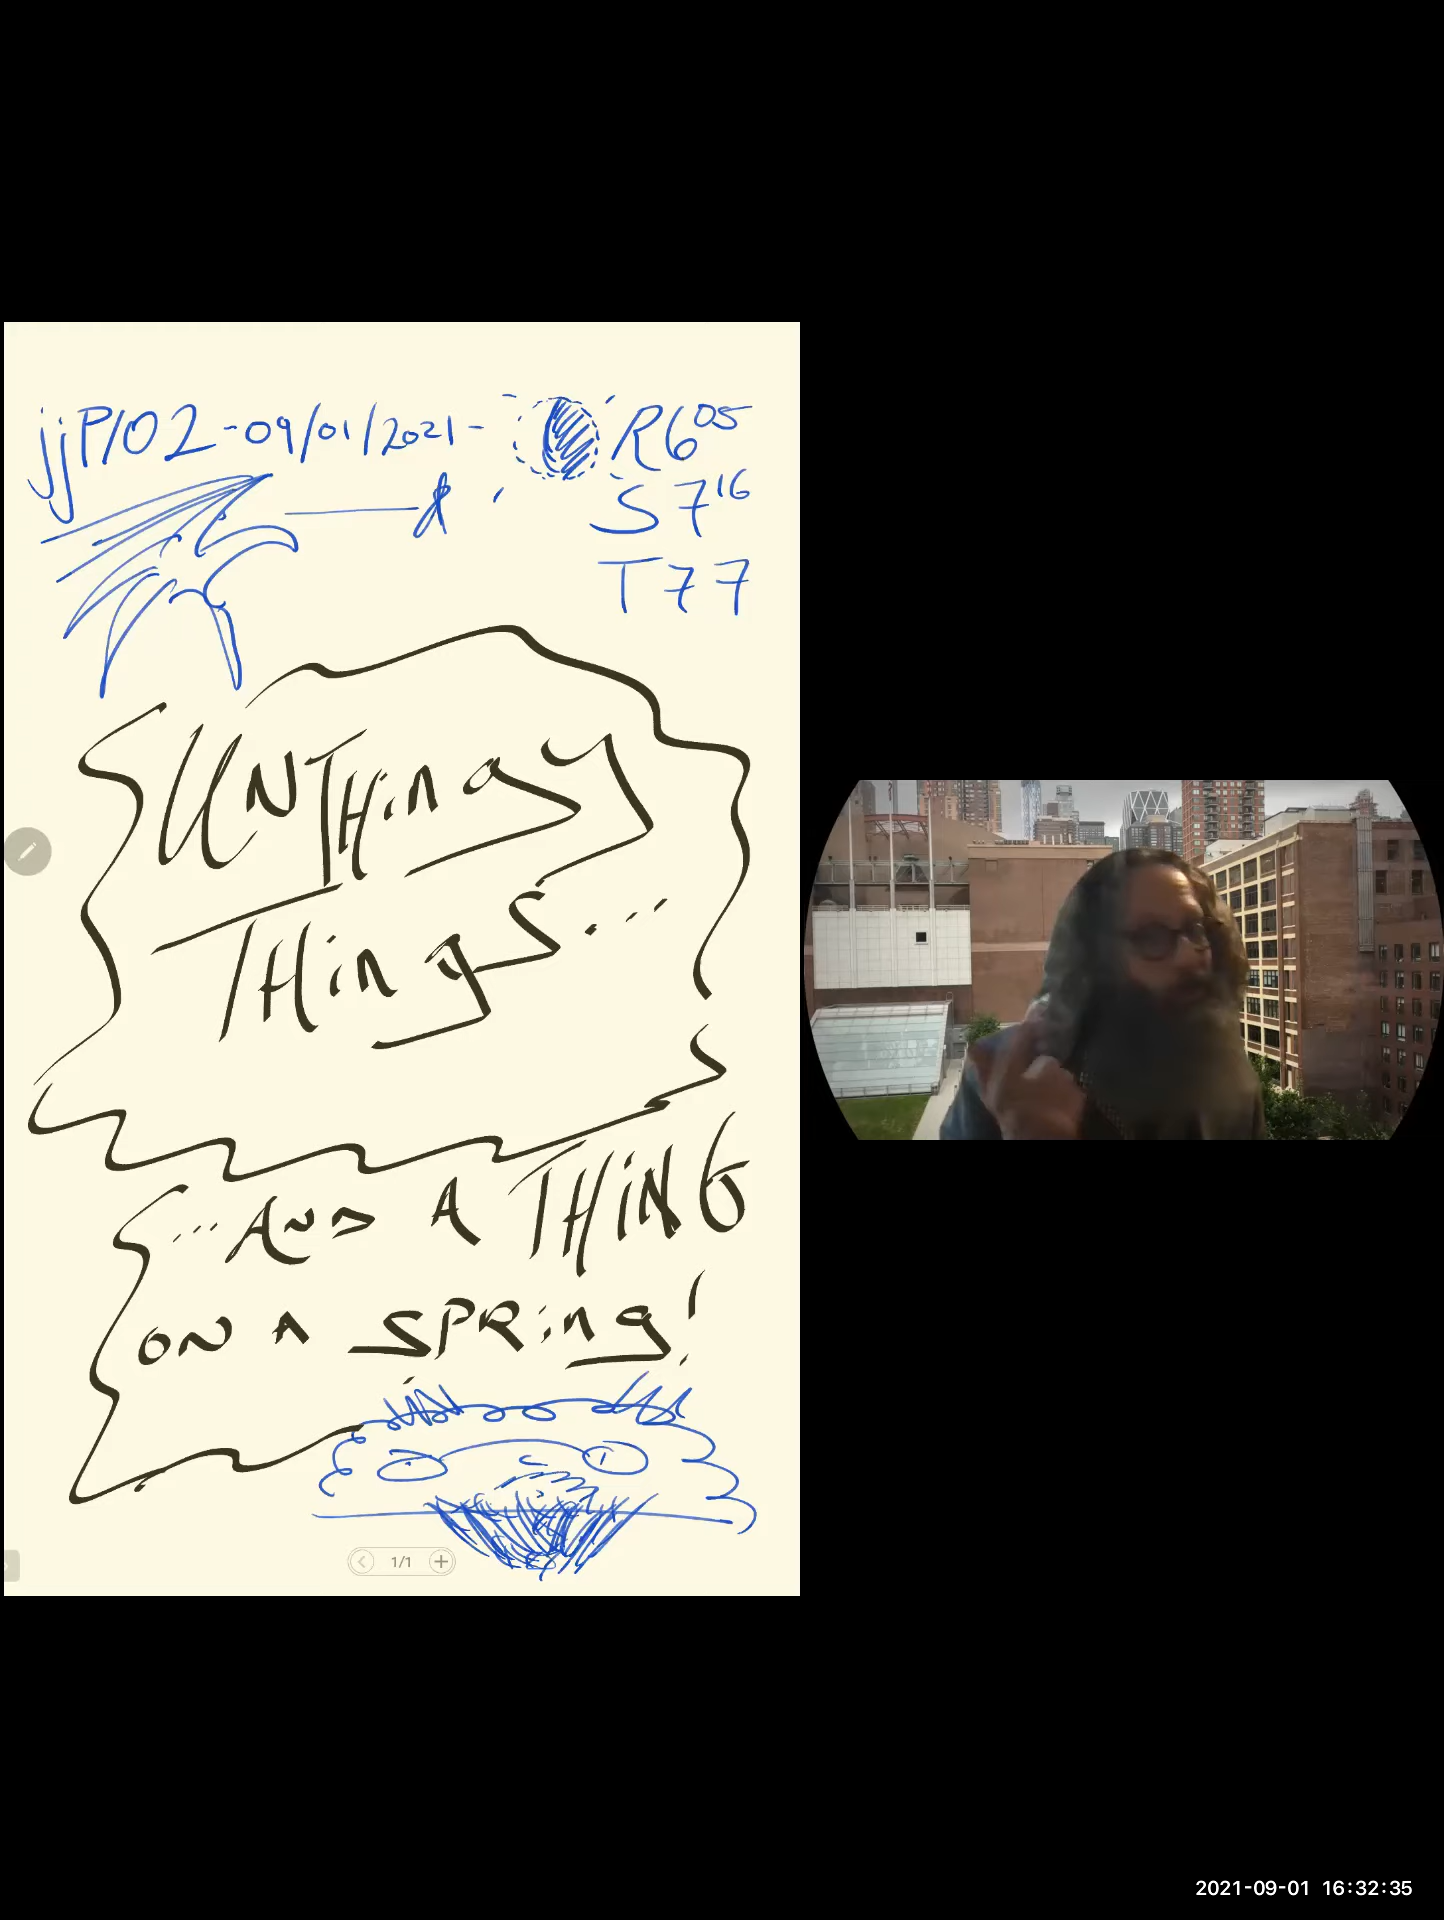 jjP102-09/01/2021-
R6⁰⁵
S7¹⁶
T77
UNTHingy
THings...
...AND A THING
ON A SPRing!
1/1
2021-09-01 16:32:35